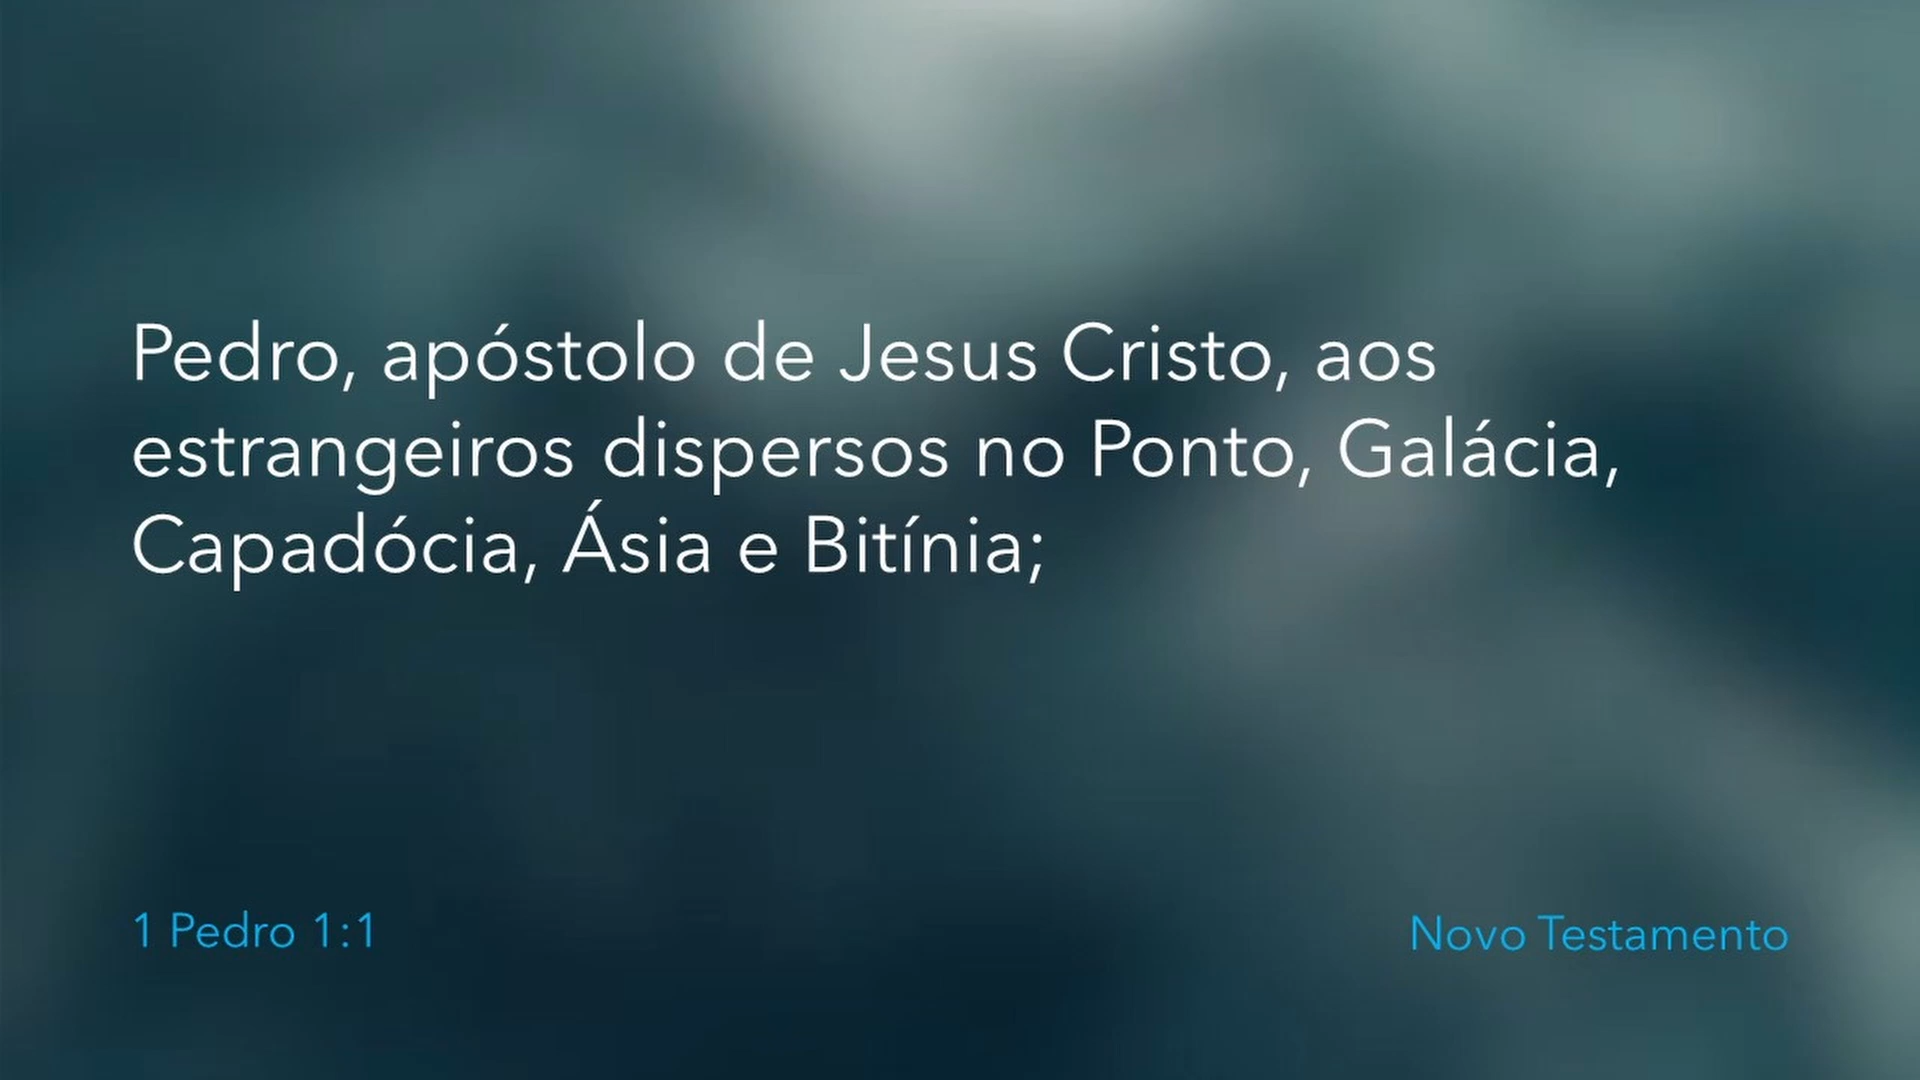 Pedro, apóstolo de Jesus Cristo, aos
estrangeiros dispersos no Ponto, Galácia,
Capadócia, Ásia e Bitínia;
1 Pedro 1:1
Novo Testamento